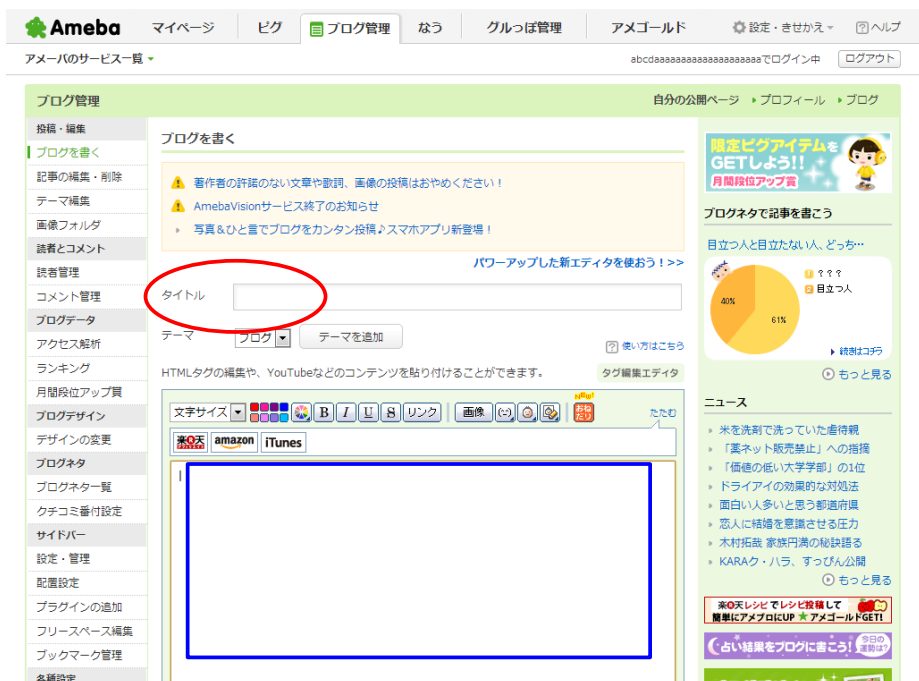 Ameba
マイページ
ピグ
ブログ管理
なう
グルっぽ管理
アメゴールド
設定・きせかえ
ヘルプ
アメーバのサービス一覧
abcdaaaaaaaaaaaaaaaaaaaaaでログイン中
ログアウト
ブログ管理
自分の公開ページ
プロフィール
ブログ
投稿・編集
ブログを書く
記事の編集・削除
テーマ編集
画像フォルダ
読者とコメント
読者管理
コメント管理
ブログデータ
アクセス解析
ランキング
月間段位アップ賞
ブログデザイン
デザインの変更
ブログネタ
ブログネタ一覧
クチコミ番付設定
サイドバー
設定・管理
配置設定
プラグインの追加
フリースペース編集
ブックマーク管理
各種設定
ブログを書く
著作者の許諾のない文章や歌詞、画像の投稿はおやめください!
AmebaVisionサービス終了のお知らせ
写真&ひと言でブログをカンタン投稿♪スマホアプリ新登場!
パワーアップした新エディタを使おう!>>
タイトル
テーマ
ブログ
テーマを追加
? 使い方はこちら
HTMLタグの編集や、YouTubeなどのコンテンツを貼り付けることができます。
タグ編集エディタ
New!
文字サイズ
B
I
U
S
リンク
画像
おねだり
たたむ
楽天
amazon
iTunes
限定ピグアイテムを
GETしよう!!
月間段位アップ賞
ブログネタで記事を書こう
目立つ人と目立たない人、どっち…
1 ???
2 目立つ人
40%
61%
続きはコチラ
もっと見る
ニュース
米を洗剤で洗っていた虐待親
「薬ネット販売禁止」への指摘
「価値の低い大学学部」の1位
ドライアイの効果的な対処法
面白い人多いと思う都道府県
恋人に結婚を意識させる圧力
木村拓哉 家族円満の秘訣語る
KARAク・ハラ、すっぴん公開
もっと見る
楽天レシピでレシピ投稿して
簡単にアメブロにUP★アメゴールドGET!
占い結果をブログに書こう!
今日の
運勢は?